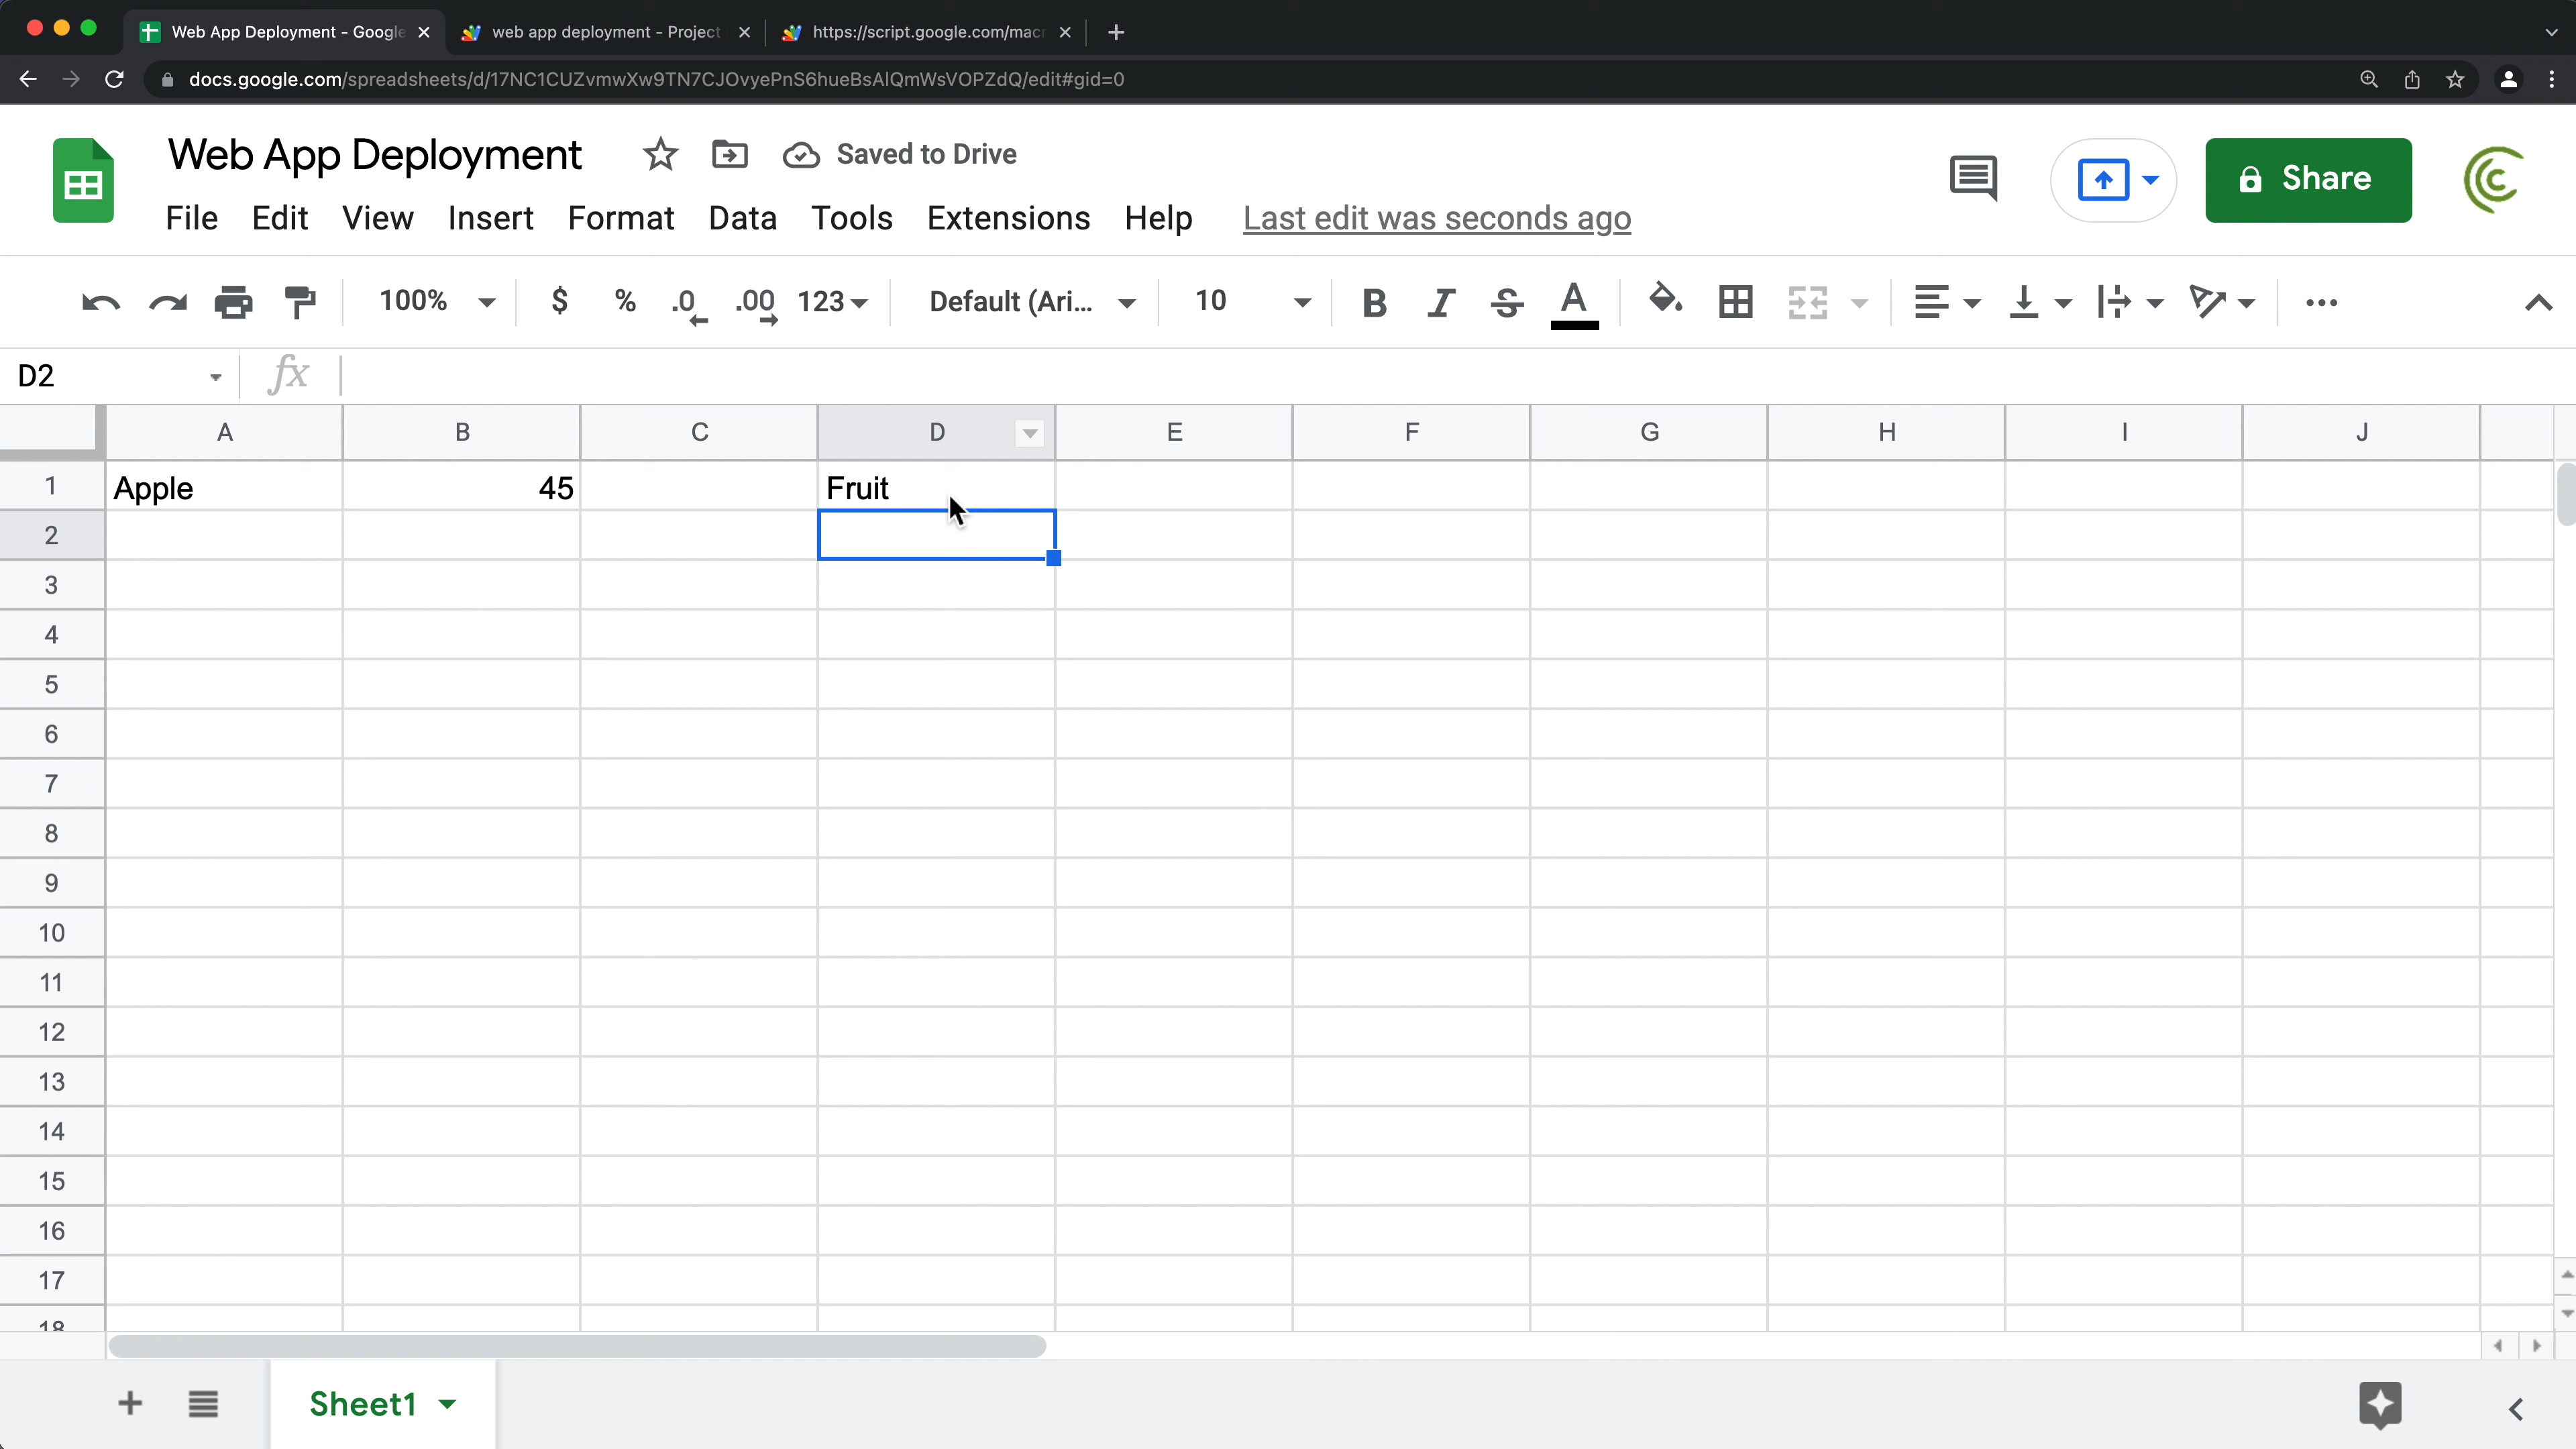 Web App Deployment - Google
web app deployment - Project
https://script.google.com/macr
docs.google.com/spreadsheets/d/17NC1CUZvmwXw9TN7CJOvyePnS6hueBsAlQmWsVOPZdQ/edit#gid=0
Web App Deployment
Saved to Drive
Share
File Edit View Insert Format Data Tools Extensions Help Last edit was seconds ago
100% $ % .0 .00 123 Default (Ari... 10 B I S A
D2 fx
A B C D E F G H I J
1 Apple 45 Fruit
2
3
4
5
6
7
8
9
10
11
12
13
14
15
16
17
18
Sheet1